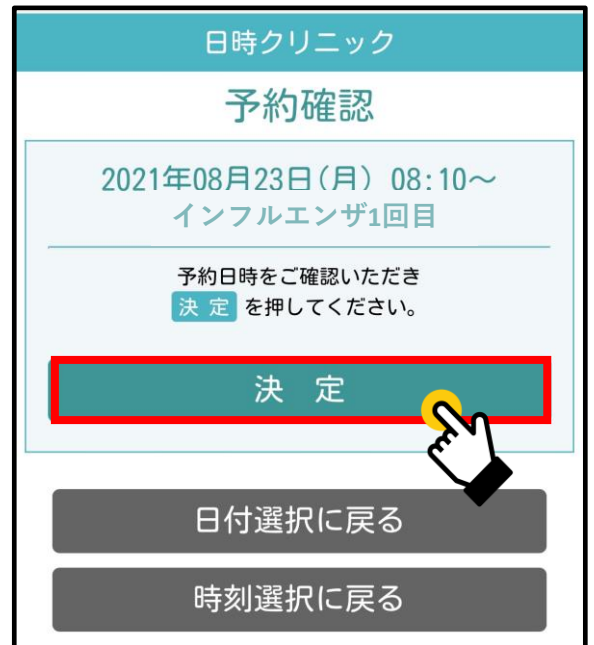 日時クリニック
予約確認
2021年08月23日(月) 08:10～
インフルエンザ1回目
予約日時をご確認いただき
決 定 を押してください。
決 定
日付選択に戻る
時刻選択に戻る